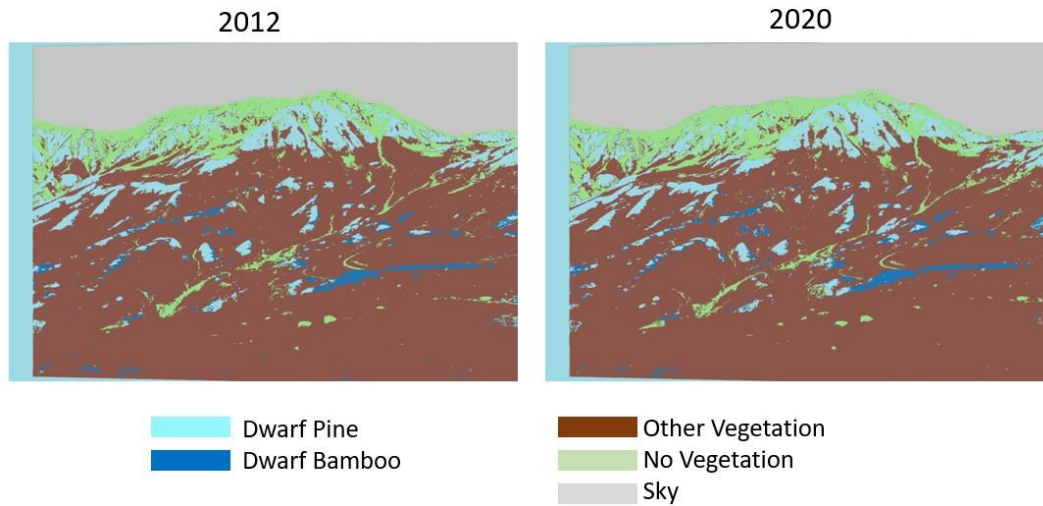 2012
2020
Dwarf Pine
Dwarf Bamboo
Other Vegetation
No Vegetation
Sky